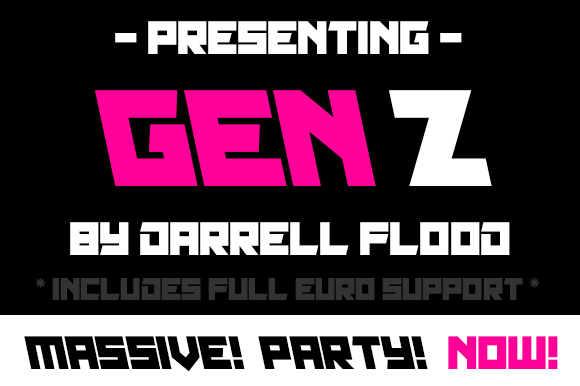 - PRESENTING -
GEN Z
BY DARRELL FLOOD
* INCLUDES FULL EURO SUPPORT *
MASSIVE! PARTY! NOW!